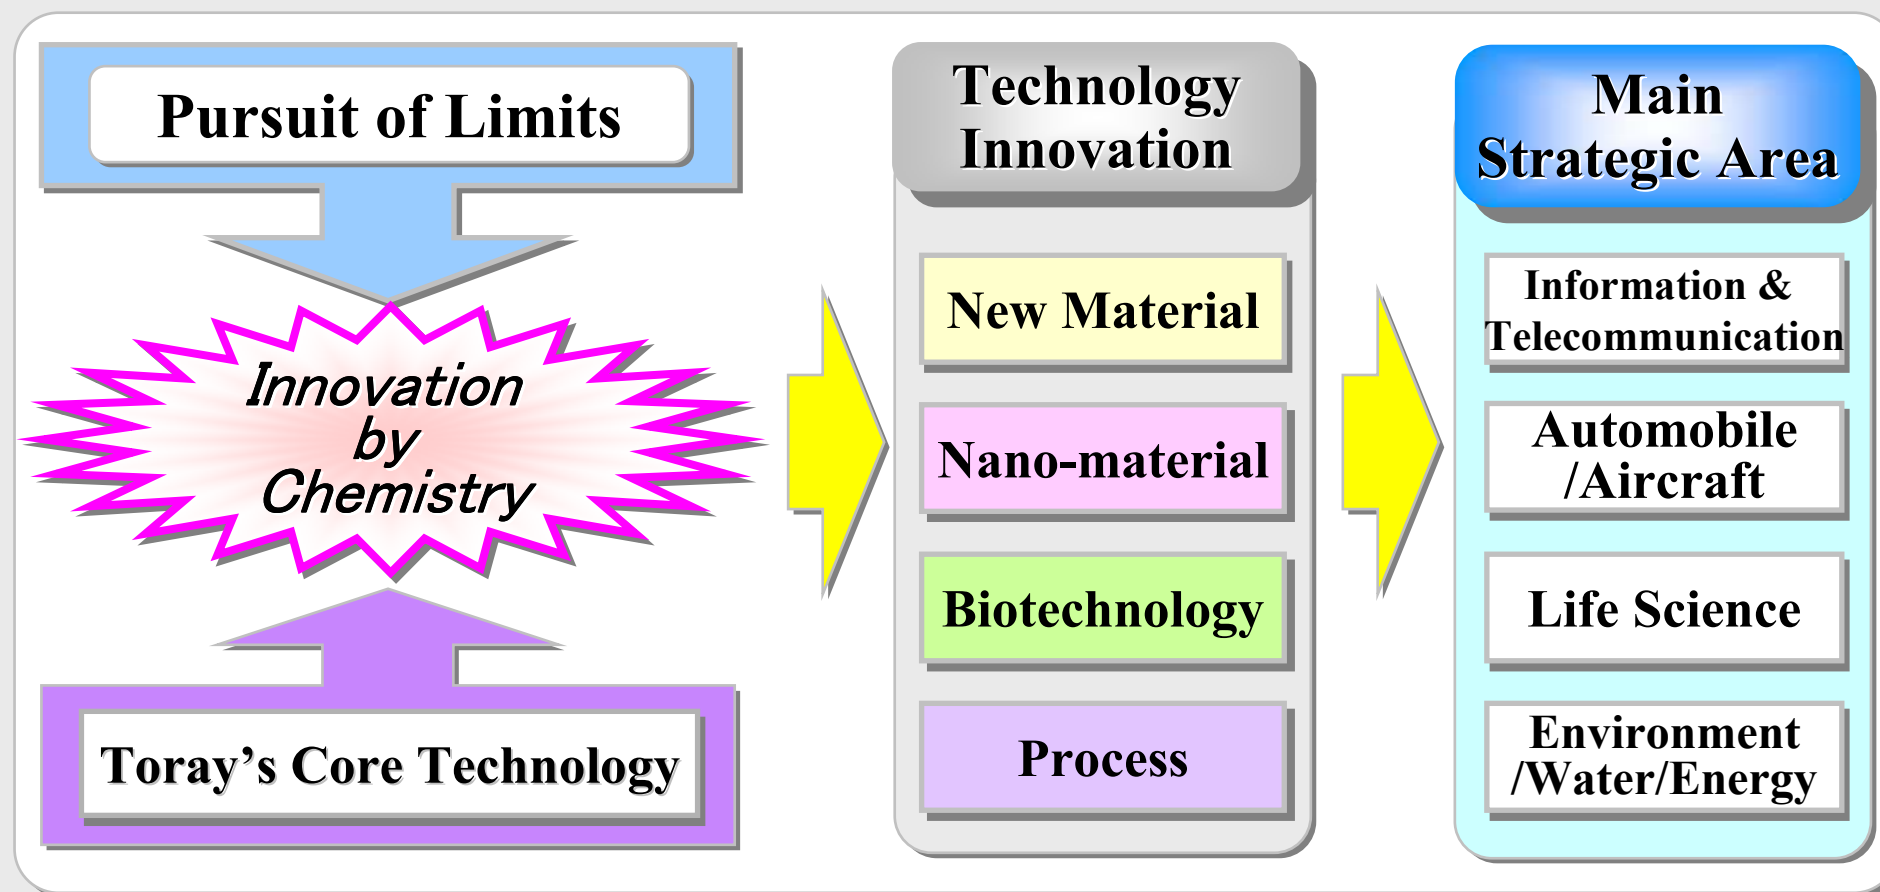 Pursuit of Limits
Innovation
by
Chemistry
Toray’s Core Technology
Technology
Innovation
New Material
Nano-material
Biotechnology
Process
Main
Strategic Area
Information &
Telecommunication
Automobile
/Aircraft
Life Science
Environment
/Water/Energy